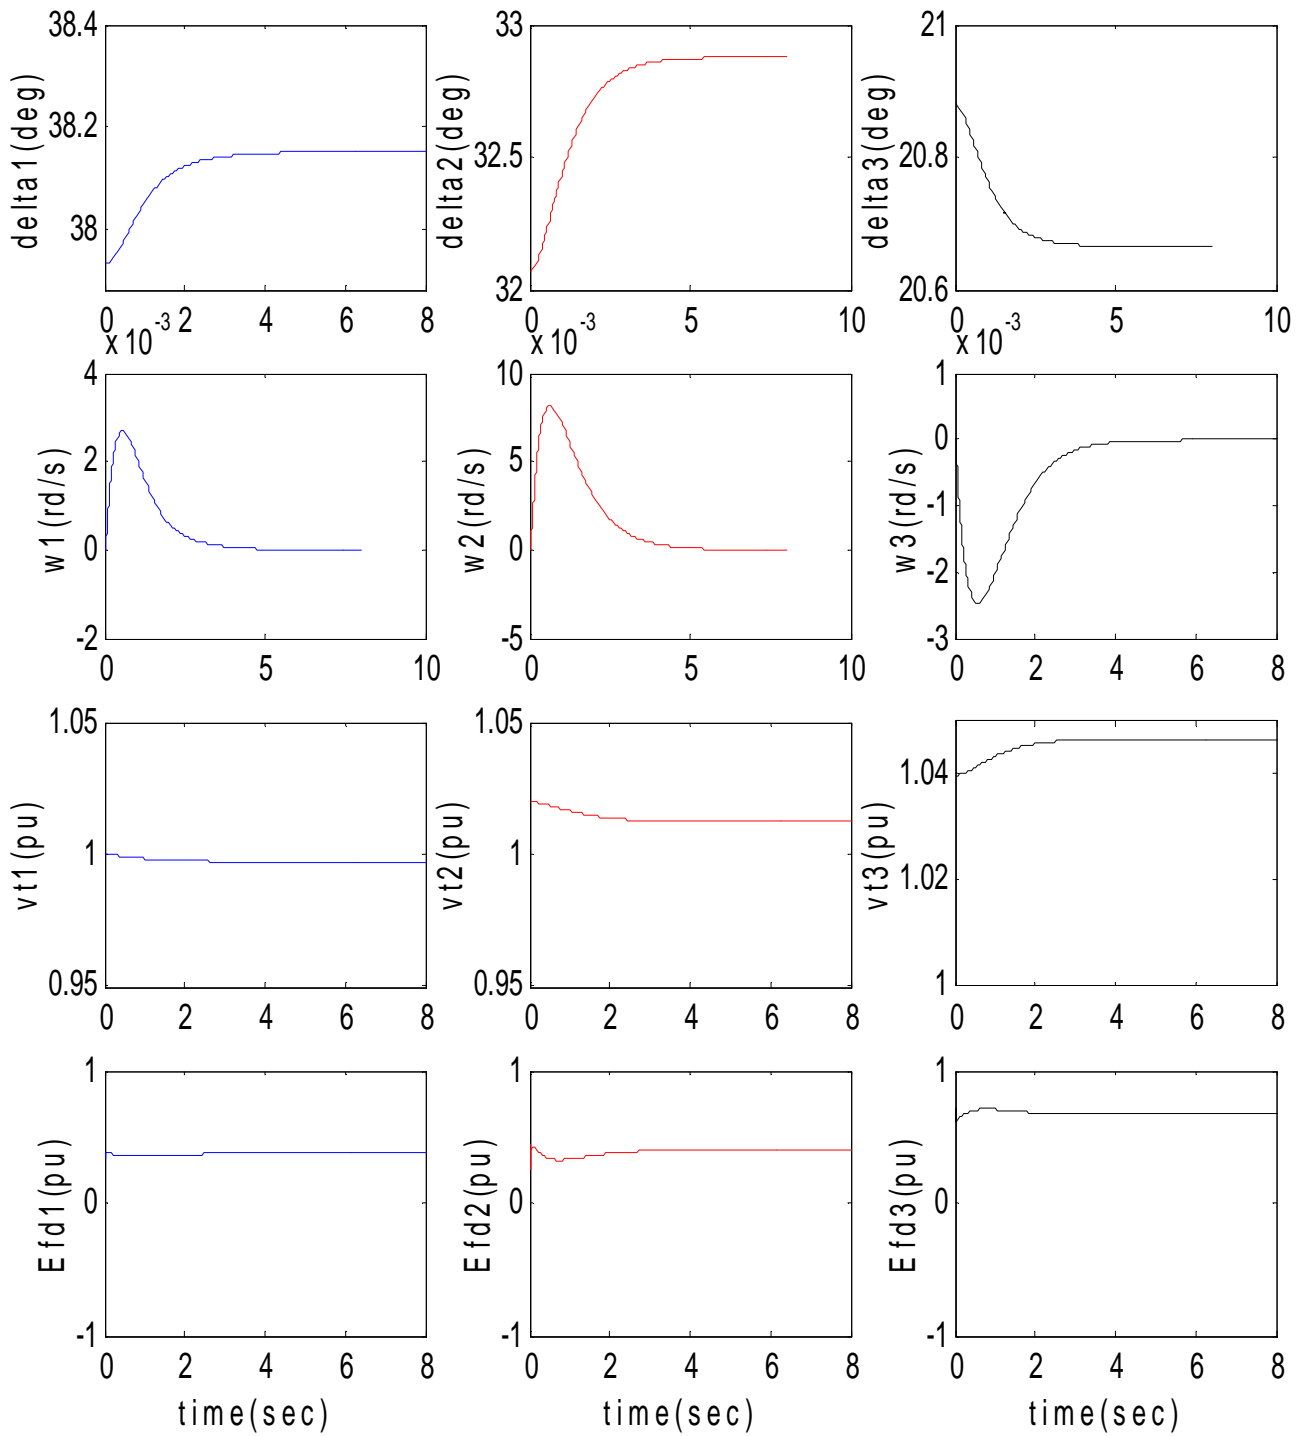 38.4
38.2
38
delta1(deg)
0 2 4 6 8
33
32.5
32
delta2(deg)
0 5 10
21
20.8
20.6
delta3(deg)
0 5 10
x 10^-3
4
2
0
-2
w1(rd/s)
0 5 10
x 10^-3
10
5
0
-5
w2(rd/s)
0 5 10
x 10^-3
1
0
-1
-2
-3
w3(rd/s)
0 2 4 6 8
1.05
1
0.95
vt1(pu)
0 2 4 6 8
1.05
1
0.95
vt2(pu)
0 2 4 6 8
1.04
1.02
1
vt3(pu)
0 2 4 6 8
1
0
-1
Efd1(pu)
0 2 4 6 8
time(sec)
1
0
-1
Efd2(pu)
0 2 4 6 8
time(sec)
1
0
-1
Efd3(pu)
0 2 4 6 8
time(sec)